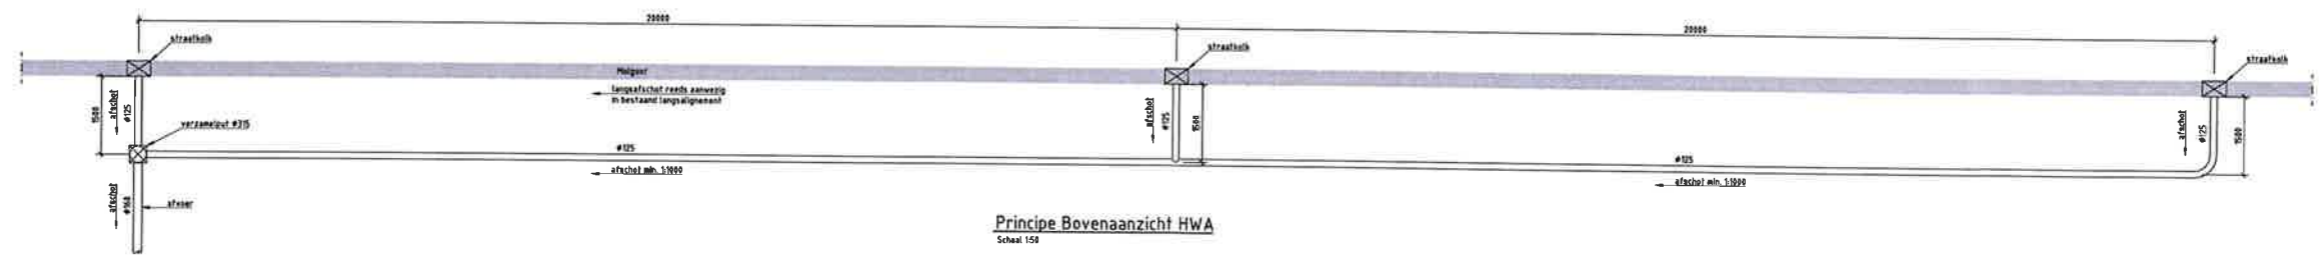 20000
20000
straatkolk
straatkolk
straatkolk
Molgoot
langsafschot reeds aanwezig
in bestaand langsalignement
1500
afschot
ø125
afschot
ø125
1500
afschot
ø125
1500
verzamelput ø315
ø125
ø125
afschot min. 1:1000
afschot min. 1:1000
afschot
ø160
afvoer
Principe Bovenaanzicht HWA
Schaal 1:50